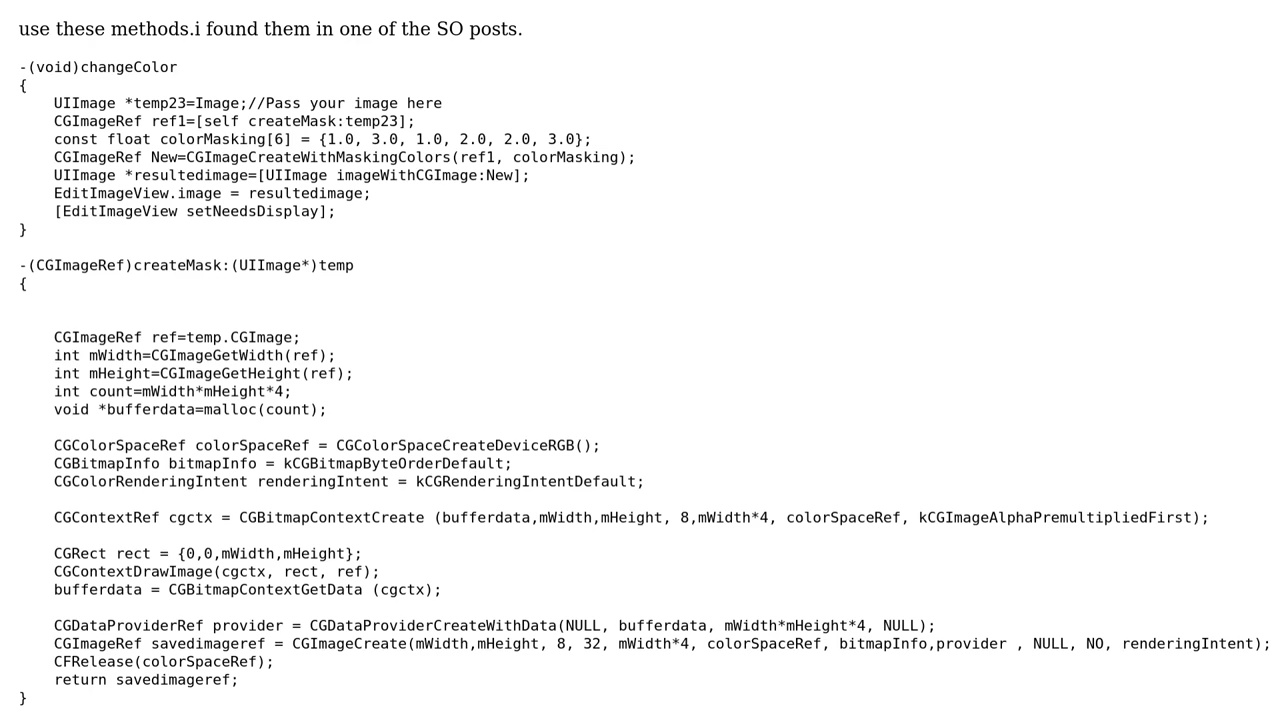 use these methods.i found them in one of the SO posts.
-(void)changeColor
{
    UIImage *temp23=Image;//Pass your image here
    CGImageRef ref1=[self createMask:temp23];
    const float colorMasking[6] = {1.0, 3.0, 1.0, 2.0, 2.0, 3.0};
    CGImageRef New=CGImageCreateWithMaskingColors(ref1, colorMasking);
    UIImage *resultedimage=[UIImage imageWithCGImage:New];
    EditImageView.image = resultedimage;
    [EditImageView setNeedsDisplay];
}
-(CGImageRef)createMask:(UIImage*)temp
{
    CGImageRef ref=temp.CGImage;
    int mWidth=CGImageGetWidth(ref);
    int mHeight=CGImageGetHeight(ref);
    int count=mWidth*mHeight*4;
    void *bufferdata=malloc(count);
    CGColorSpaceRef colorSpaceRef = CGColorSpaceCreateDeviceRGB();
    CGBitmapInfo bitmapInfo = kCGBitmapByteOrderDefault;
    CGColorRenderingIntent renderingIntent = kCGRenderingIntentDefault;
    CGContextRef cgctx = CGBitmapContextCreate (bufferdata,mWidth,mHeight, 8,mWidth*4, colorSpaceRef, kCGImageAlphaPremultipliedFirst);
    CGRect rect = {0,0,mWidth,mHeight};
    CGContextDrawImage(cgctx, rect, ref);
    bufferdata = CGBitmapContextGetData (cgctx);
    CGDataProviderRef provider = CGDataProviderCreateWithData(NULL, bufferdata, mWidth*mHeight*4, NULL);
    CGImageRef savedimageref = CGImageCreate(mWidth,mHeight, 8, 32, mWidth*4, colorSpaceRef, bitmapInfo,provider , NULL, NO, renderingIntent);
    CFRelease(colorSpaceRef);
    return savedimageref;
}